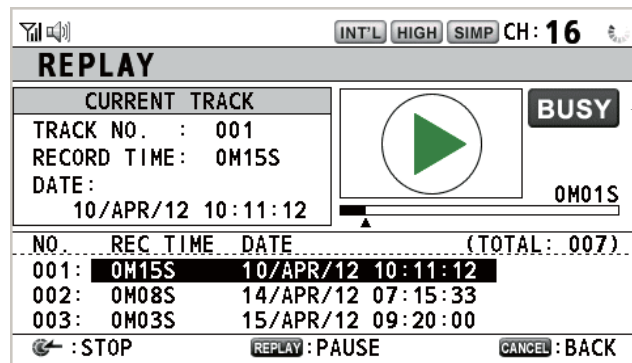 INT'L HIGH SIMP CH: 16
REPLAY
CURRENT TRACK
TRACK NO. : 001
RECORD TIME: 0M15S
DATE:
10/APR/12 10:11:12
BUSY
0M01S
NO. REC TIME DATE (TOTAL: 007)
001: 0M15S 10/APR/12 10:11:12
002: 0M08S 14/APR/12 07:15:33
003: 0M03S 15/APR/12 09:20:00
:STOP REPLAY:PAUSE CANCEL:BACK